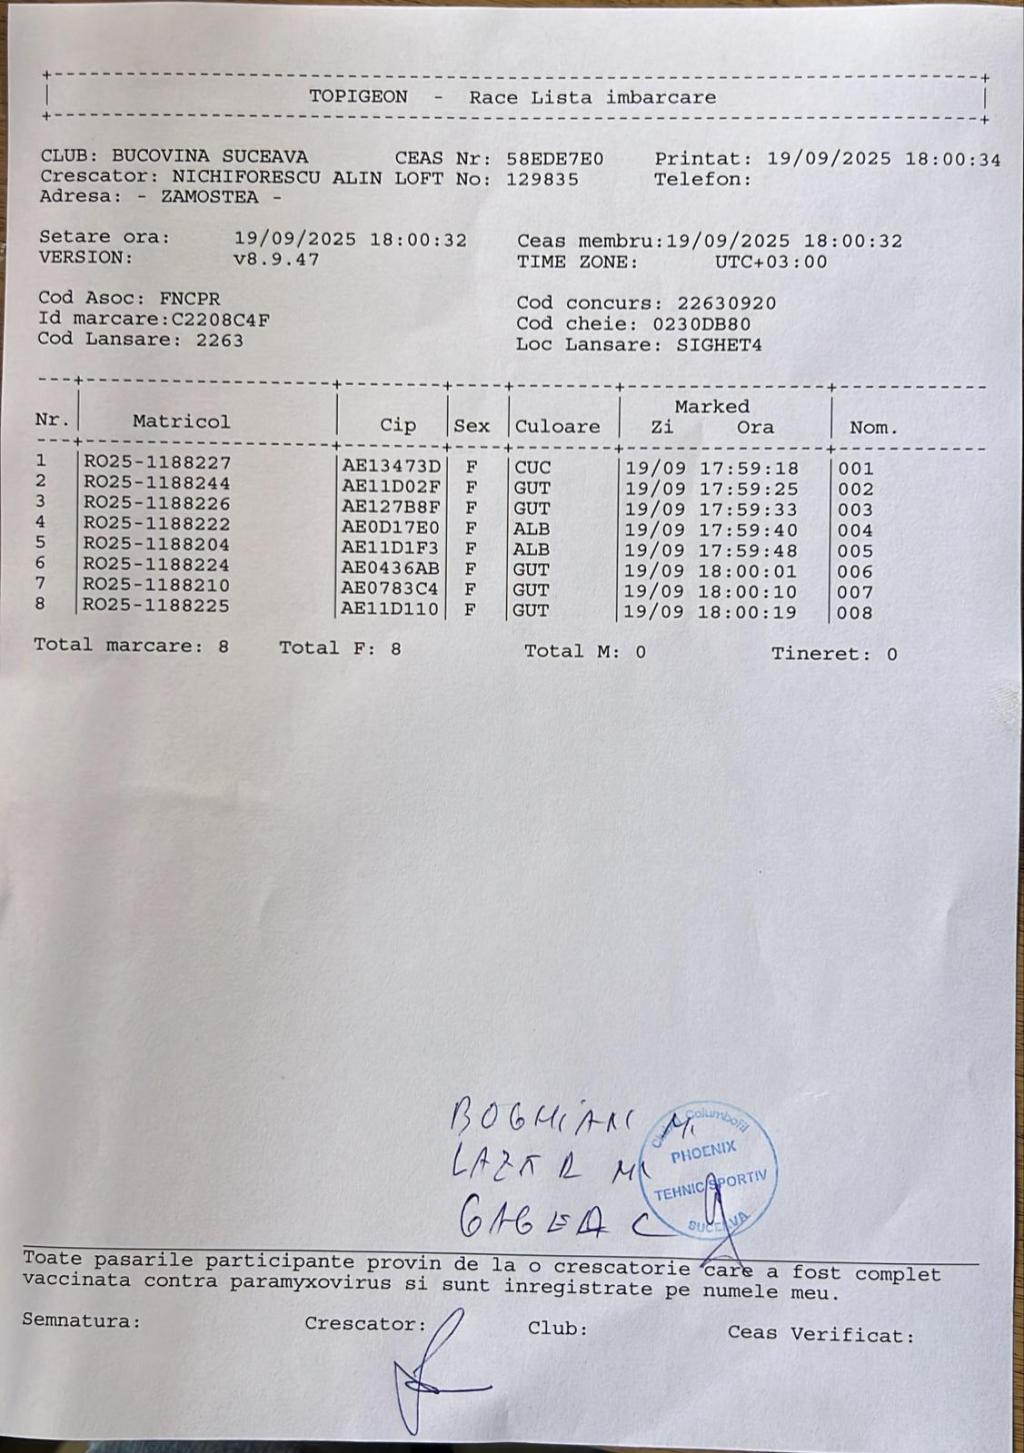 TOPIGEON - Race Lista imbarcare
CLUB: BUCOVINA SUCEAVA CEAS Nr: 58EDE7E0 Printat: 19/09/2025 18:00:34
Crescator: NICHIFORESCU ALIN LOFT No: 129835 Telefon:
Adresa: - ZAMOSTEA -
Setare ora: 19/09/2025 18:00:32 Ceas membru:19/09/2025 18:00:32
VERSION: v8.9.47 TIME ZONE: UTC+03:00
Cod Asoc: FNCPR Cod concurs: 22630920
Id marcare:C2208C4F Cod cheie: 0230DB80
Cod Lansare: 2263 Loc Lansare: SIGHET4
Marked
Nr. Matricol Cip Sex Culoare Zi Ora Nom.
1 RO25-1188227 AE13473D F CUC 19/09 17:59:18 001
2 RO25-1188244 AE11D02F F GUT 19/09 17:59:25 002
3 RO25-1188226 AE127B8F F GUT 19/09 17:59:33 003
4 RO25-1188222 AE0D17E0 F ALB 19/09 17:59:40 004
5 RO25-1188204 AE11D1F3 F ALB 19/09 17:59:48 005
6 RO25-1188224 AE0436AB F GUT 19/09 18:00:01 006
7 RO25-1188210 AE0783C4 F GUT 19/09 18:00:10 007
8 RO25-1188225 AE11D110 F GUT 19/09 18:00:19 008
Total marcare: 8 Total F: 8 Total M: 0 Tineret: 0
BOGHIAN M.
LAZAR M
Columbofil
PHOENIX
TEHNIC SPORTIV
SUCEAVA
Toate pasarile participante provin de la o crescatorie care a fost complet
vaccinata contra paramyxovirus si sunt inregistrate pe numele meu.
Semnatura: Crescator: Club: Ceas Verificat: